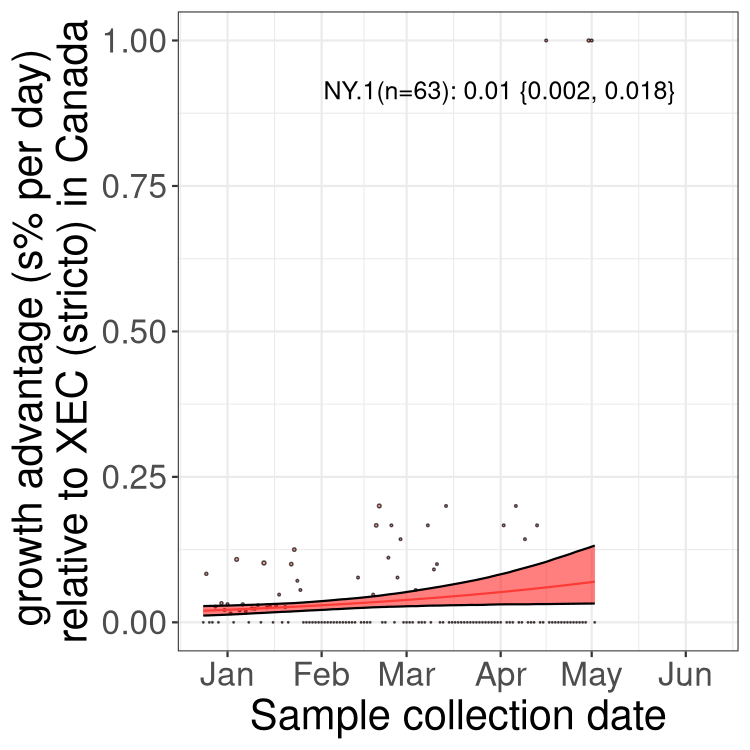 growth advantage (s% per day)
relative to XEC (stricto) in Canada
1.00
0.75
0.50
0.25
0.00
NY.1(n=63): 0.01 {0.002, 0.018}
Jan Feb Mar Apr May Jun
Sample collection date